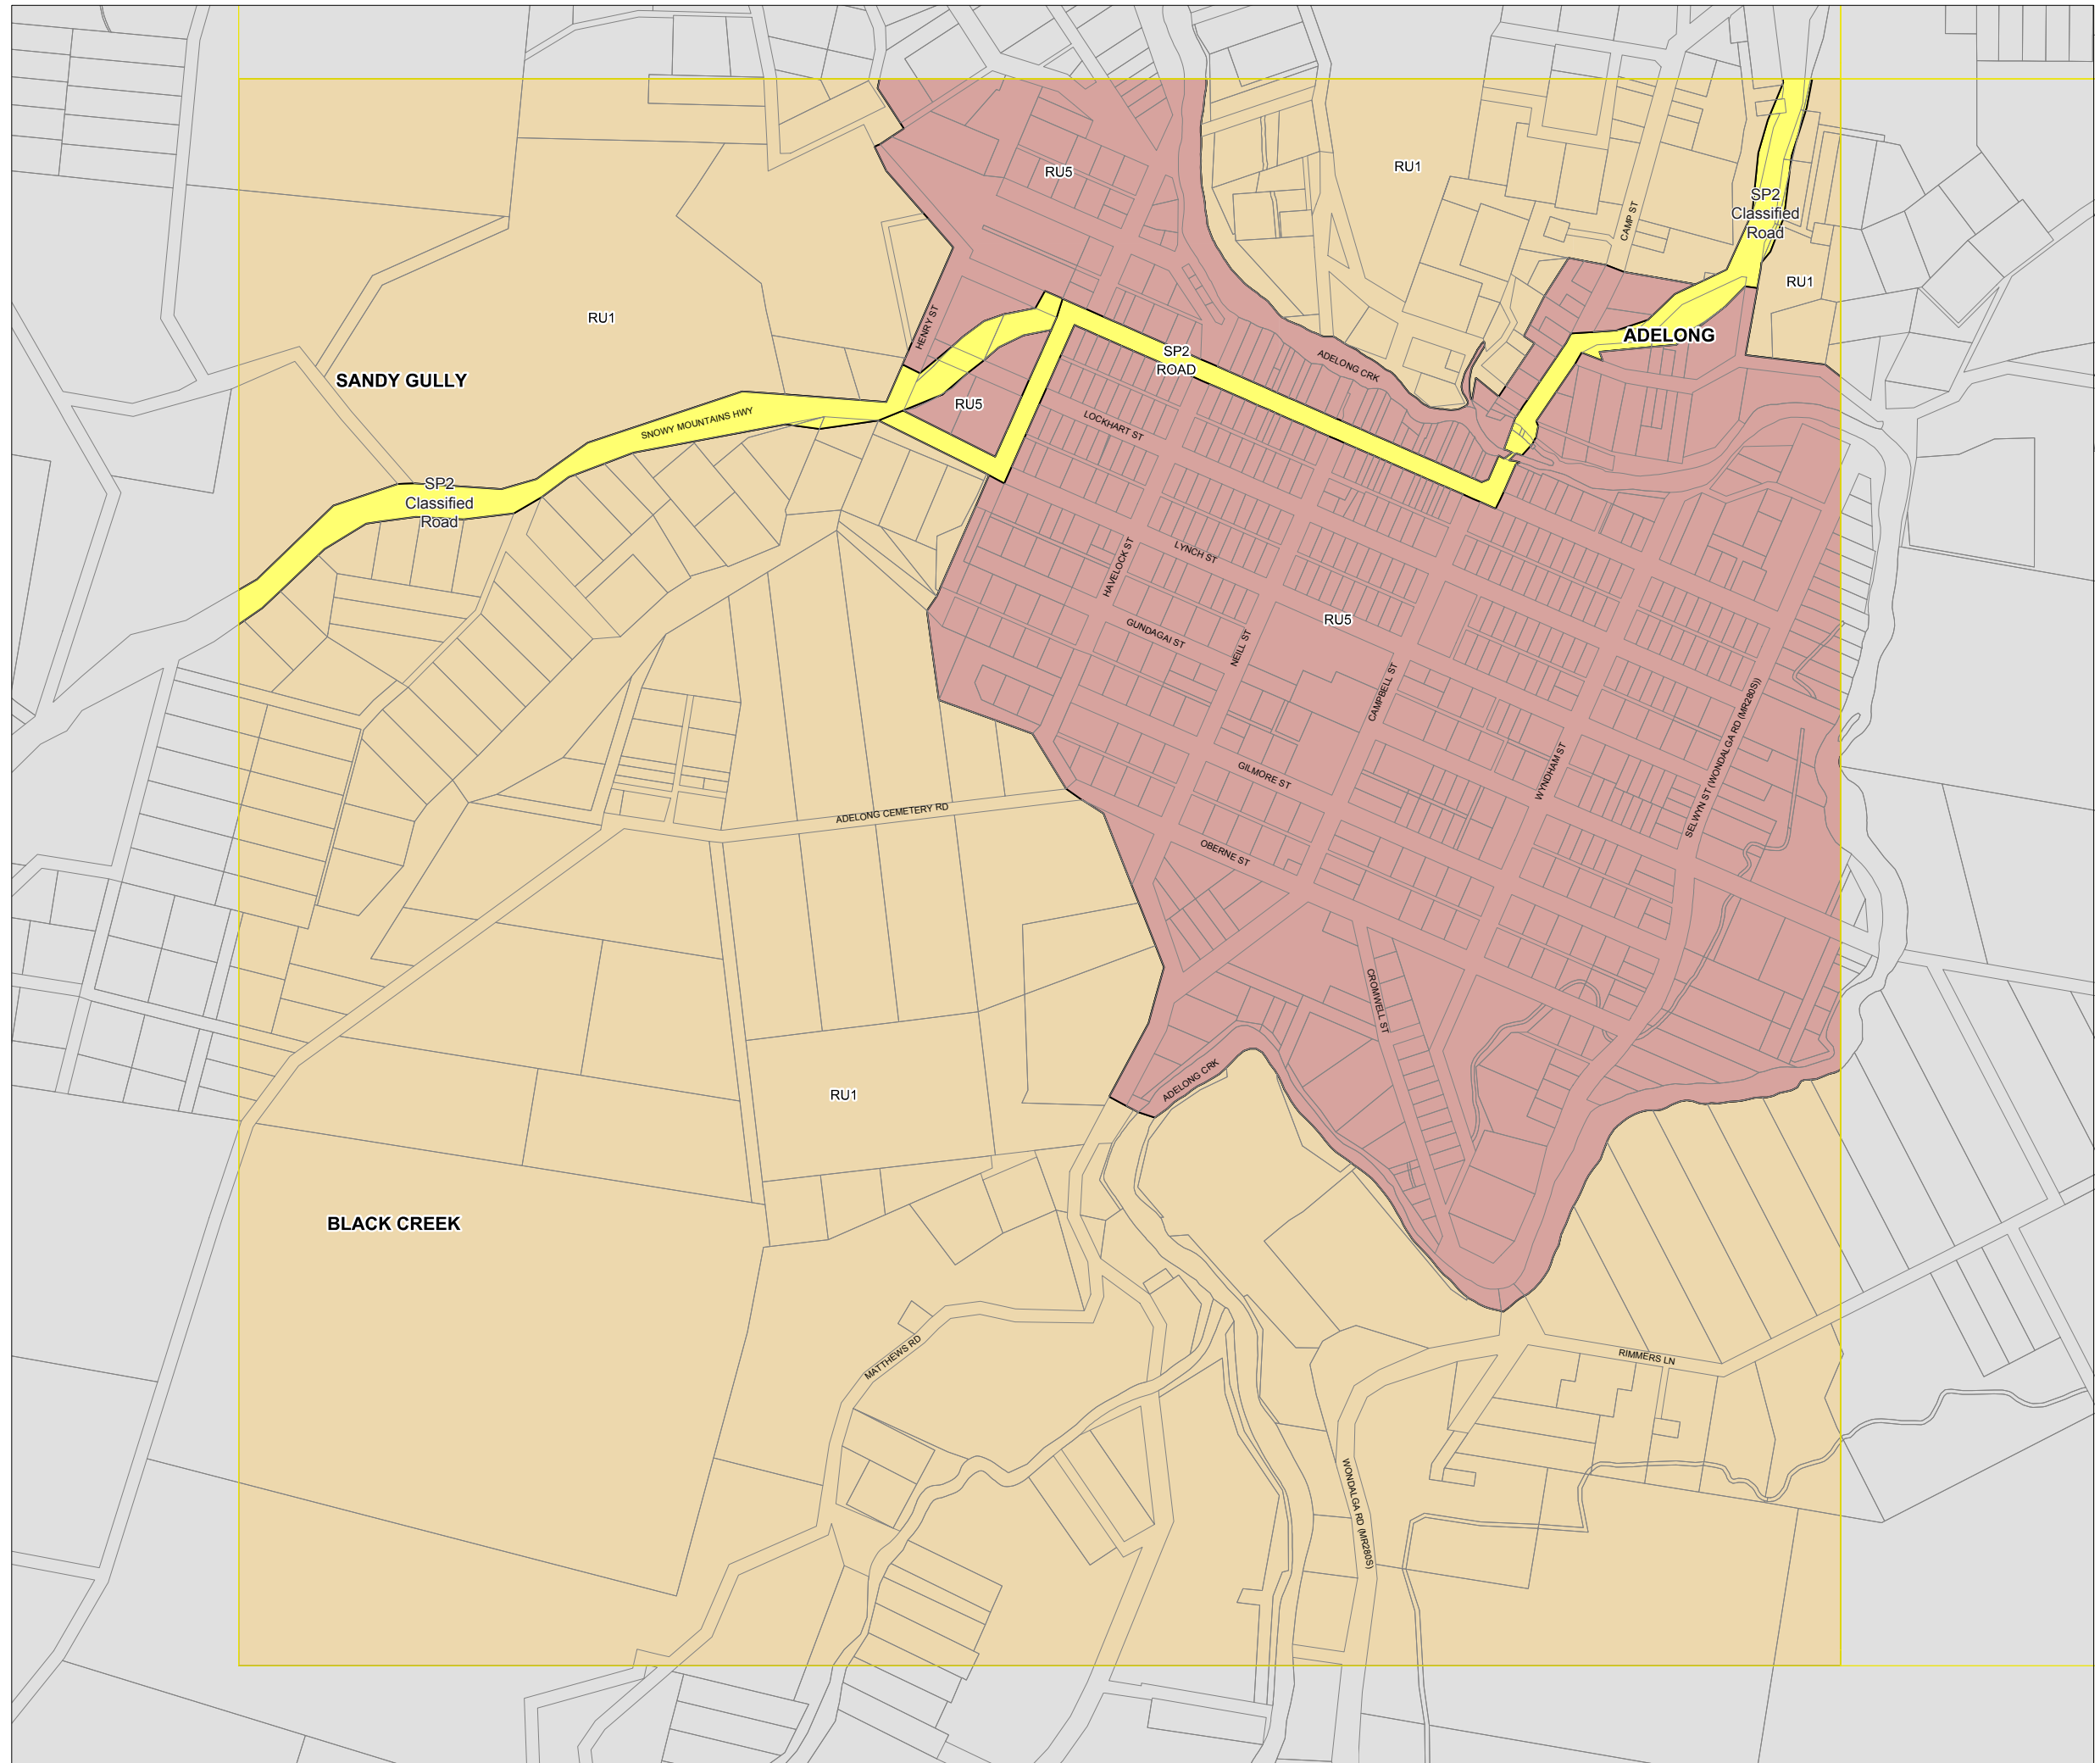 RU5
RU1
SP2
Classified
Road
CAMP ST
RU1
RU1
HENRY ST
ADELONG
SP2
ROAD
ADELONG CRK
SANDY GULLY
RU5
SNOWY MOUNTAINS HWY
LOCKHART ST
SP2
Classified
Road
LYNCH ST
HAVELOCK ST
RU5
GUNDAGAI ST
NEILL ST
CAMPBELL ST
SELWYN ST (WONDALGA RD (MR280S))
WYNDHAM ST
GILMORE ST
ADELONG CEMETERY RD
OBERNE ST
CROMWELL ST
ADELONG CRK
RU1
BLACK CREEK
MATTHEWS RD
RIMMERS LN
WONDALGA RD (MR280S)